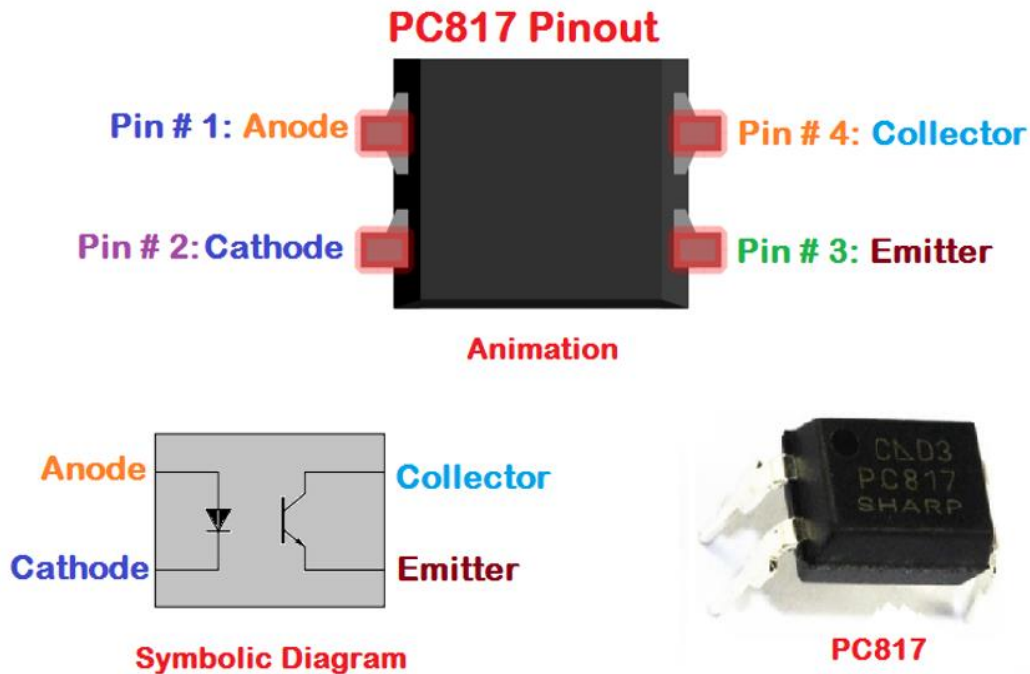 PC817 Pinout
Pin # 1: Anode
Pin # 4: Collector
Pin # 2: Cathode
Pin # 3: Emitter
Animation
Anode
Collector
Cathode
Emitter
Symbolic Diagram
PC817
SHARP
PC817